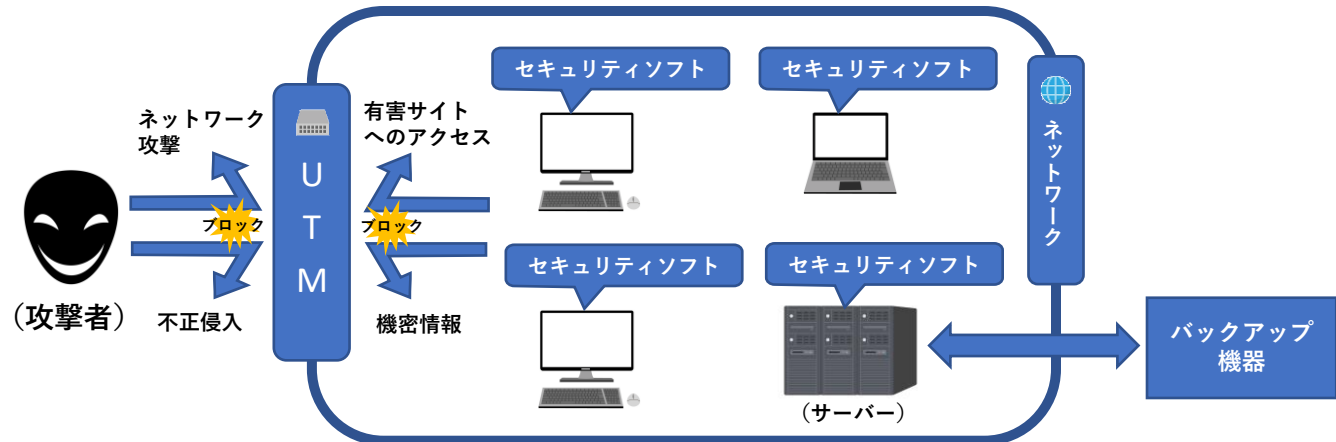 セキュリティソフト
セキュリティソフト
ネットワーク
攻撃
有害サイト
へのアクセス
UTM
ネットワーク
ブロック
ブロック
(攻撃者)
不正侵入
機密情報
セキュリティソフト
セキュリティソフト
(サーバー)
バックアップ
機器